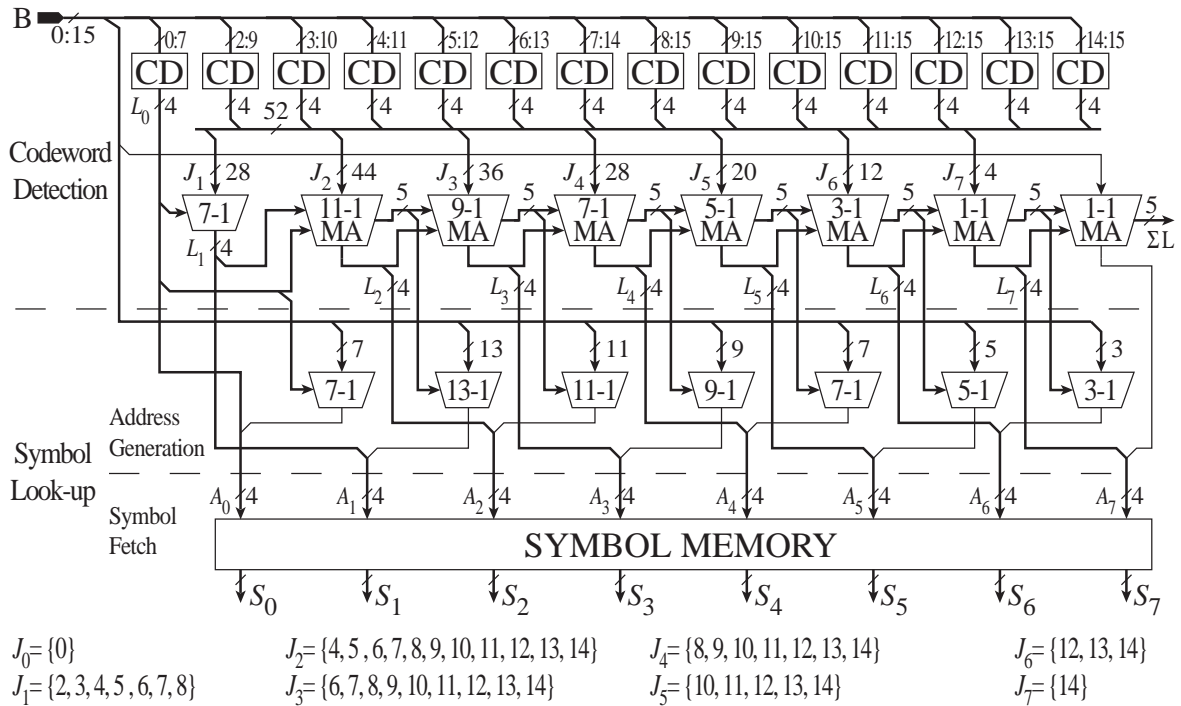 B 0:15 0:7 2:9 3:10 4:11 5:12 6:13 7:14 8:15 9:15 10:15 11:15 12:15 13:15 14:15
CD CD CD CD CD CD CD CD CD CD CD CD CD CD
L0 4 4 4 4 4 4 4 4 4 4 4 4 4 4
52
Codeword
Detection
J1 28 J2 44 J3 36 J4 28 J5 20 J6 12 J7 4
5 5 5 5 5 5 5
7-1 11-1 9-1 7-1 5-1 3-1 1-1 1-1
MA MA MA MA MA MA MA
ΣL
L1 4
L2 4 L3 4 L4 4 L5 4 L6 4 L7 4
7 13 11 9 7 5 3
7-1 13-1 11-1 9-1 7-1 5-1 3-1
Address
Generation
Symbol
Look-up
A0 4 A1 4 A2 4 A3 4 A4 4 A5 4 A6 4 A7 4
Symbol
Fetch
SYMBOL MEMORY
S0 S1 S2 S3 S4 S5 S6 S7
J0= {0} J2= {4, 5 , 6, 7, 8, 9, 10, 11, 12, 13, 14} J4= {8, 9, 10, 11, 12, 13, 14} J6= {12, 13, 14}
J1= {2, 3, 4, 5 , 6, 7, 8} J3= {6, 7, 8, 9, 10, 11, 12, 13, 14} J5= {10, 11, 12, 13, 14} J7= {14}